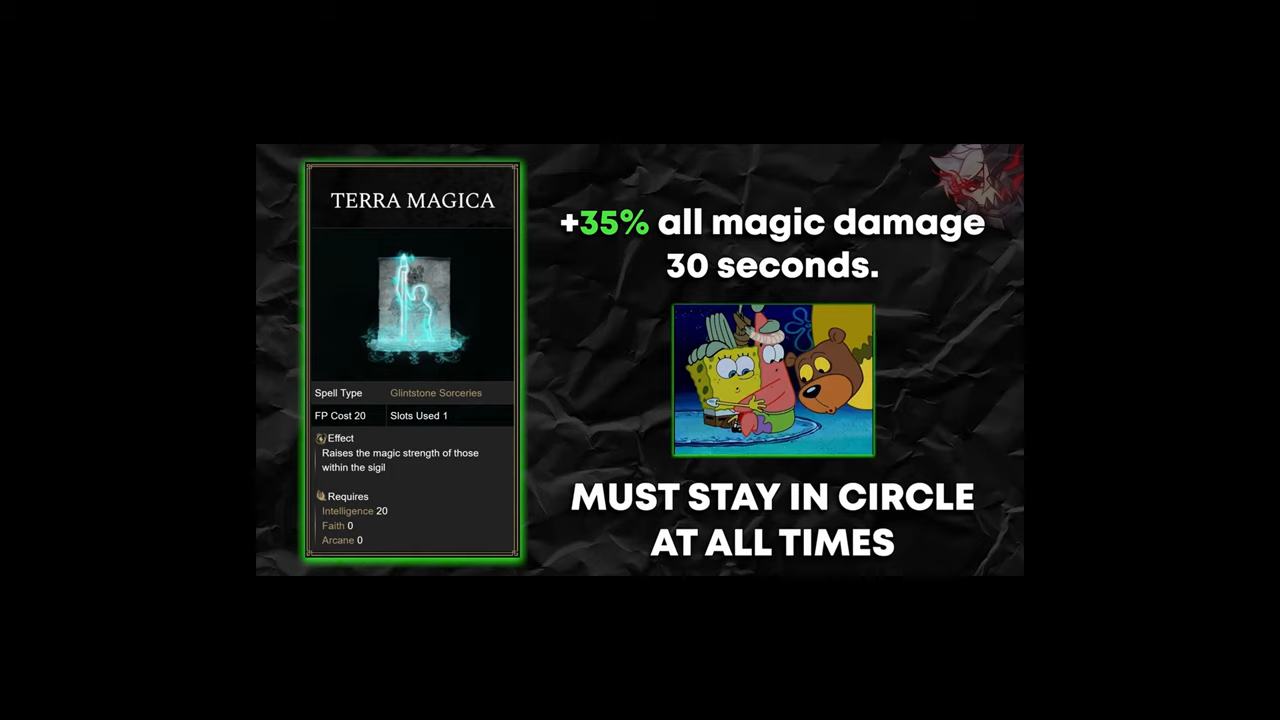 TERRA MAGICA
Spell Type Glintstone Sorceries
FP Cost 20 Slots Used 1
Effect
Raises the magic strength of those
within the sigil
Requires
Intelligence 20
Faith 0
Arcane 0
+35% all magic damage
30 seconds.
MUST STAY IN CIRCLE
AT ALL TIMES